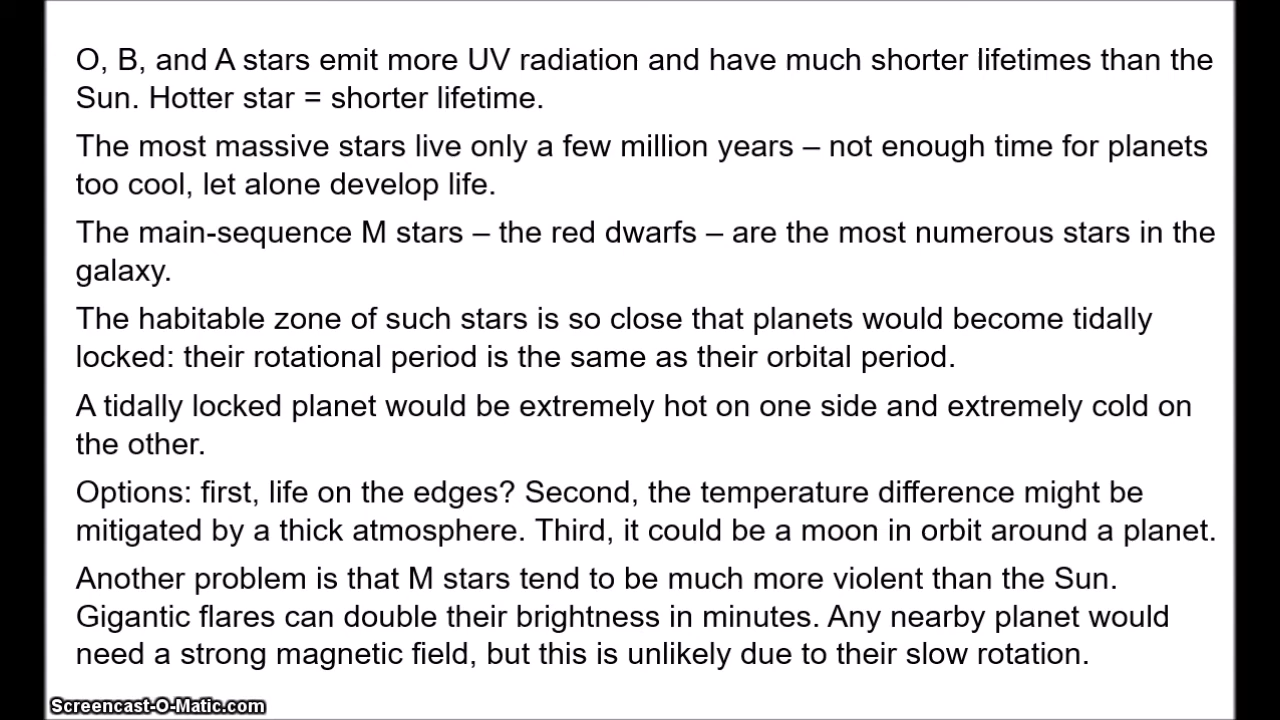 O, B, and A stars emit more UV radiation and have much shorter lifetimes than the
Sun. Hotter star = shorter lifetime.
The most massive stars live only a few million years – not enough time for planets
too cool, let alone develop life.
The main-sequence M stars – the red dwarfs – are the most numerous stars in the
galaxy.
The habitable zone of such stars is so close that planets would become tidally
locked: their rotational period is the same as their orbital period.
A tidally locked planet would be extremely hot on one side and extremely cold on
the other.
Options: first, life on the edges? Second, the temperature difference might be
mitigated by a thick atmosphere. Third, it could be a moon in orbit around a planet.
Another problem is that M stars tend to be much more violent than the Sun.
Gigantic flares can double their brightness in minutes. Any nearby planet would
need a strong magnetic field, but this is unlikely due to their slow rotation.
Screencast-O-Matic.com